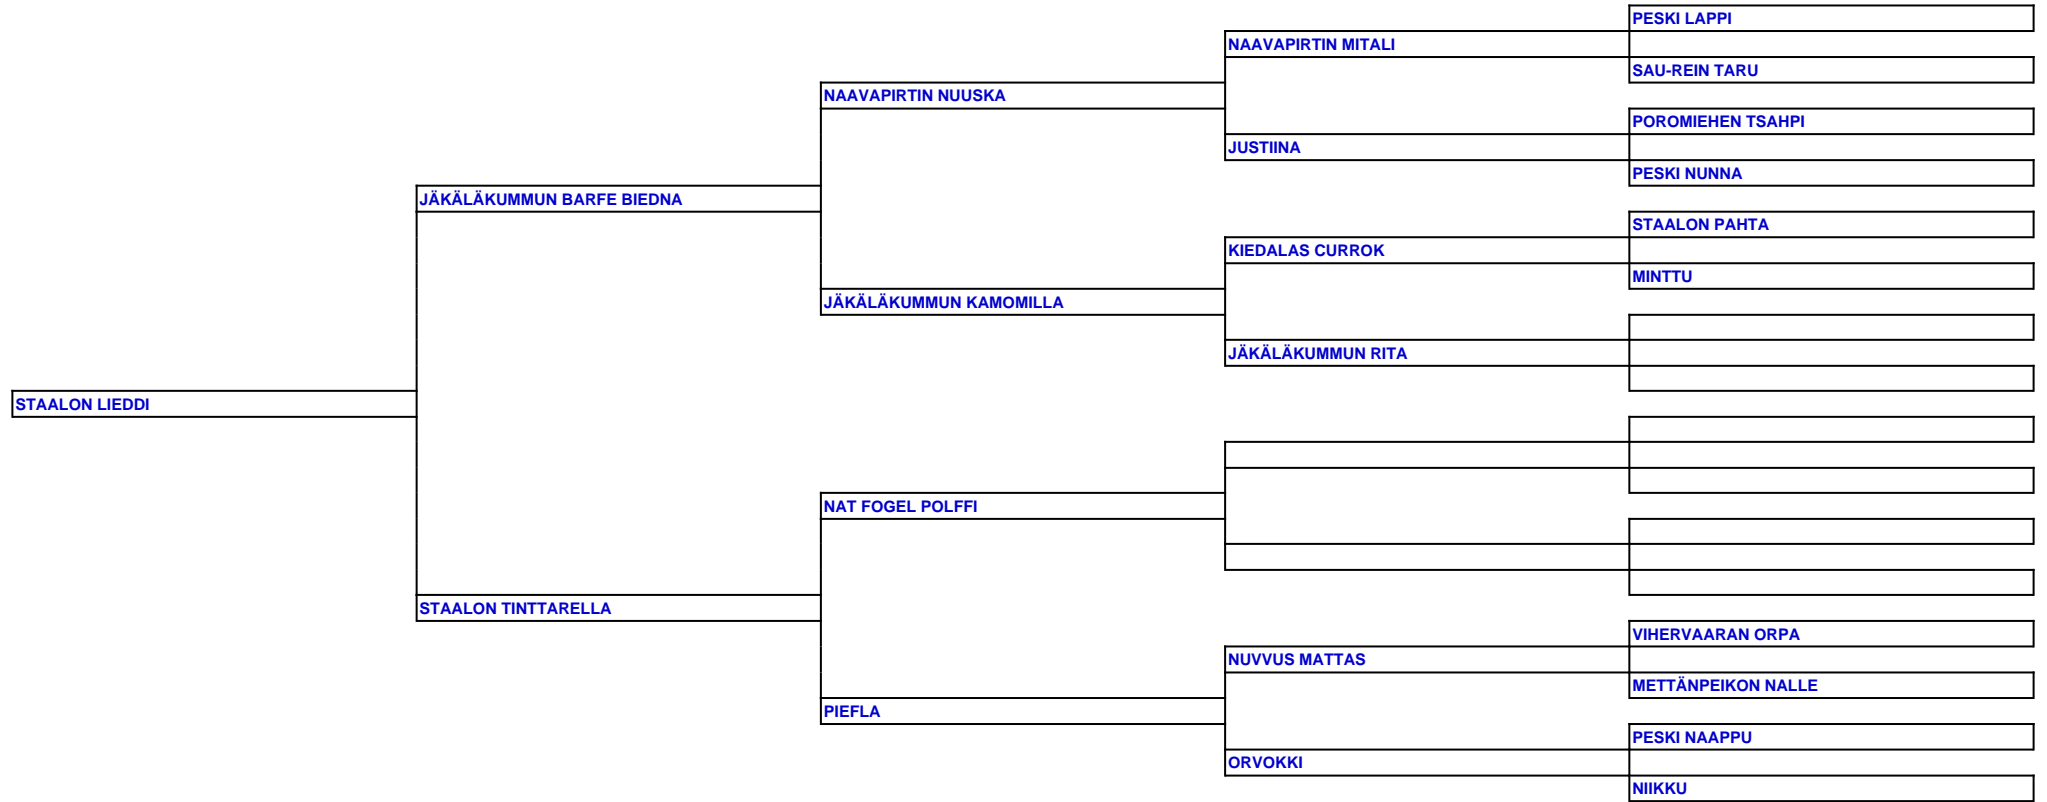 PESKI LAPPI
NAAVAPIRTIN MITALI
SAU-REIN TARU
NAAVAPIRTIN NUUSKA
POROMIEHEN TSAHPI
JUSTIINA
PESKI NUNNA
JÄKÄLÄKUMMUN BARFE BIEDNA
STAALON PAHTA
KIEDALAS CURROK
MINTTU
JÄKÄLÄKUMMUN KAMOMILLA
JÄKÄLÄKUMMUN RITA
STAALON LIEDDI
NAT FOGEL POLFFI
STAALON TINTTARELLA
VIHERVAARAN ORPA
NUVVUS MATTAS
METTÄNPEIKON NALLE
PIEFLA
PESKI NAAPPU
ORVOKKI
NIIKKU